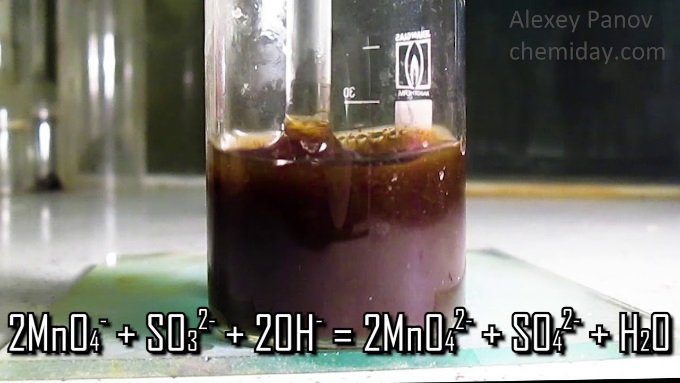 Alexey Panov
chemiday.com
30
2MnO₄⁻ + SO₃²⁻ + 2OH⁻ = 2MnO₄²⁻ + SO₄²⁻ + H₂O